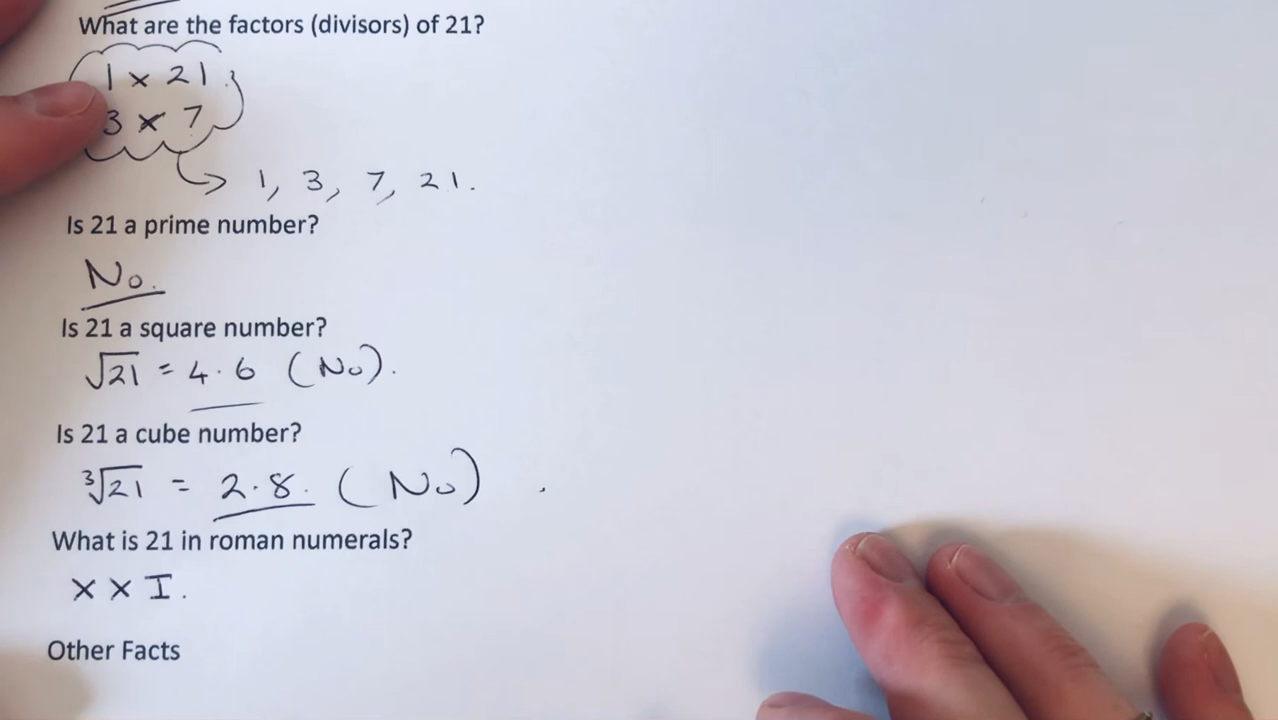 What are the factors (divisors) of 21?
1 × 21
3 × 7
1, 3, 7, 21.
Is 21 a prime number?
No.
Is 21 a square number?
√21 = 4.6 (No).
Is 21 a cube number?
³√21 = 2.8. (No)
What is 21 in roman numerals?
X X I.
Other Facts